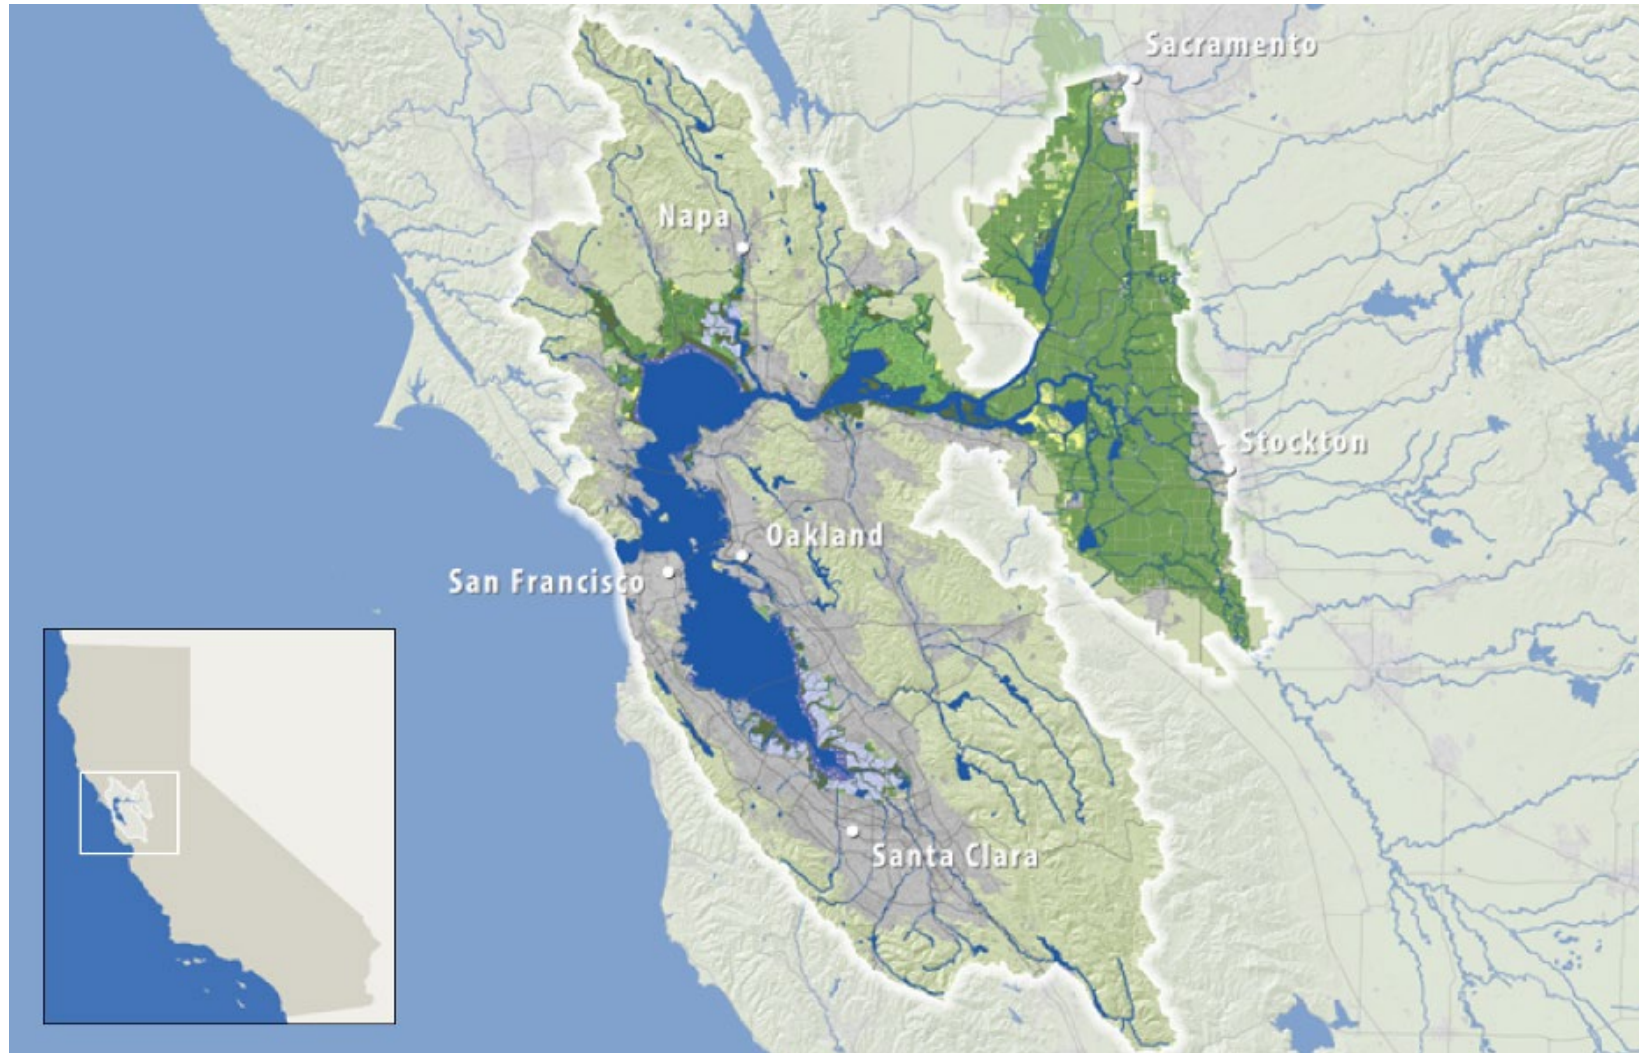 Sacramento
Napa
Stockton
Oakland
San Francisco
Santa Clara